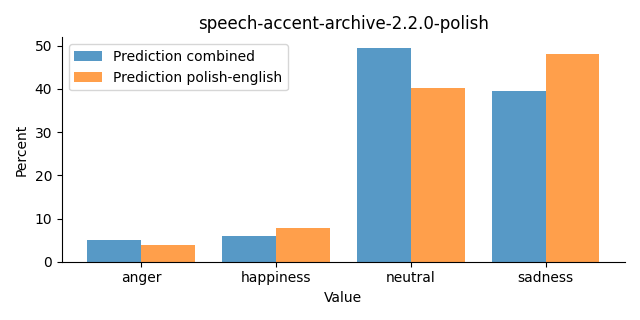 speech-accent-archive-2.2.0-polish
Prediction combined
Prediction polish-english
Percent
50
40
30
20
10
0
anger happiness neutral sadness
Value